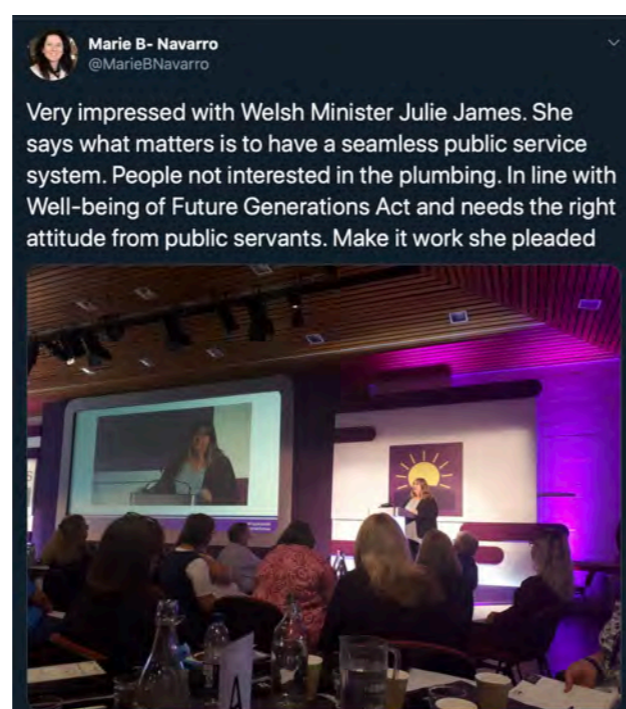 Marie B- Navarro
@MarieBNavarro
Very impressed with Welsh Minister Julie James. She
says what matters is to have a seamless public service
system. People not interested in the plumbing. In line with
Well-being of Future Generations Act and needs the right
attitude from public servants. Make it work she pleaded
A